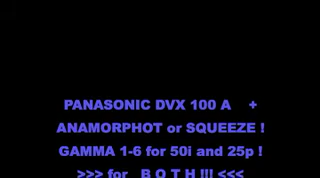 PANASONIC DVX 100 A +
ANAMORPHOT or SQUEEZE !
GAMMA 1-6 for 50i and 25p !
>>> for B O T H !!! <<<